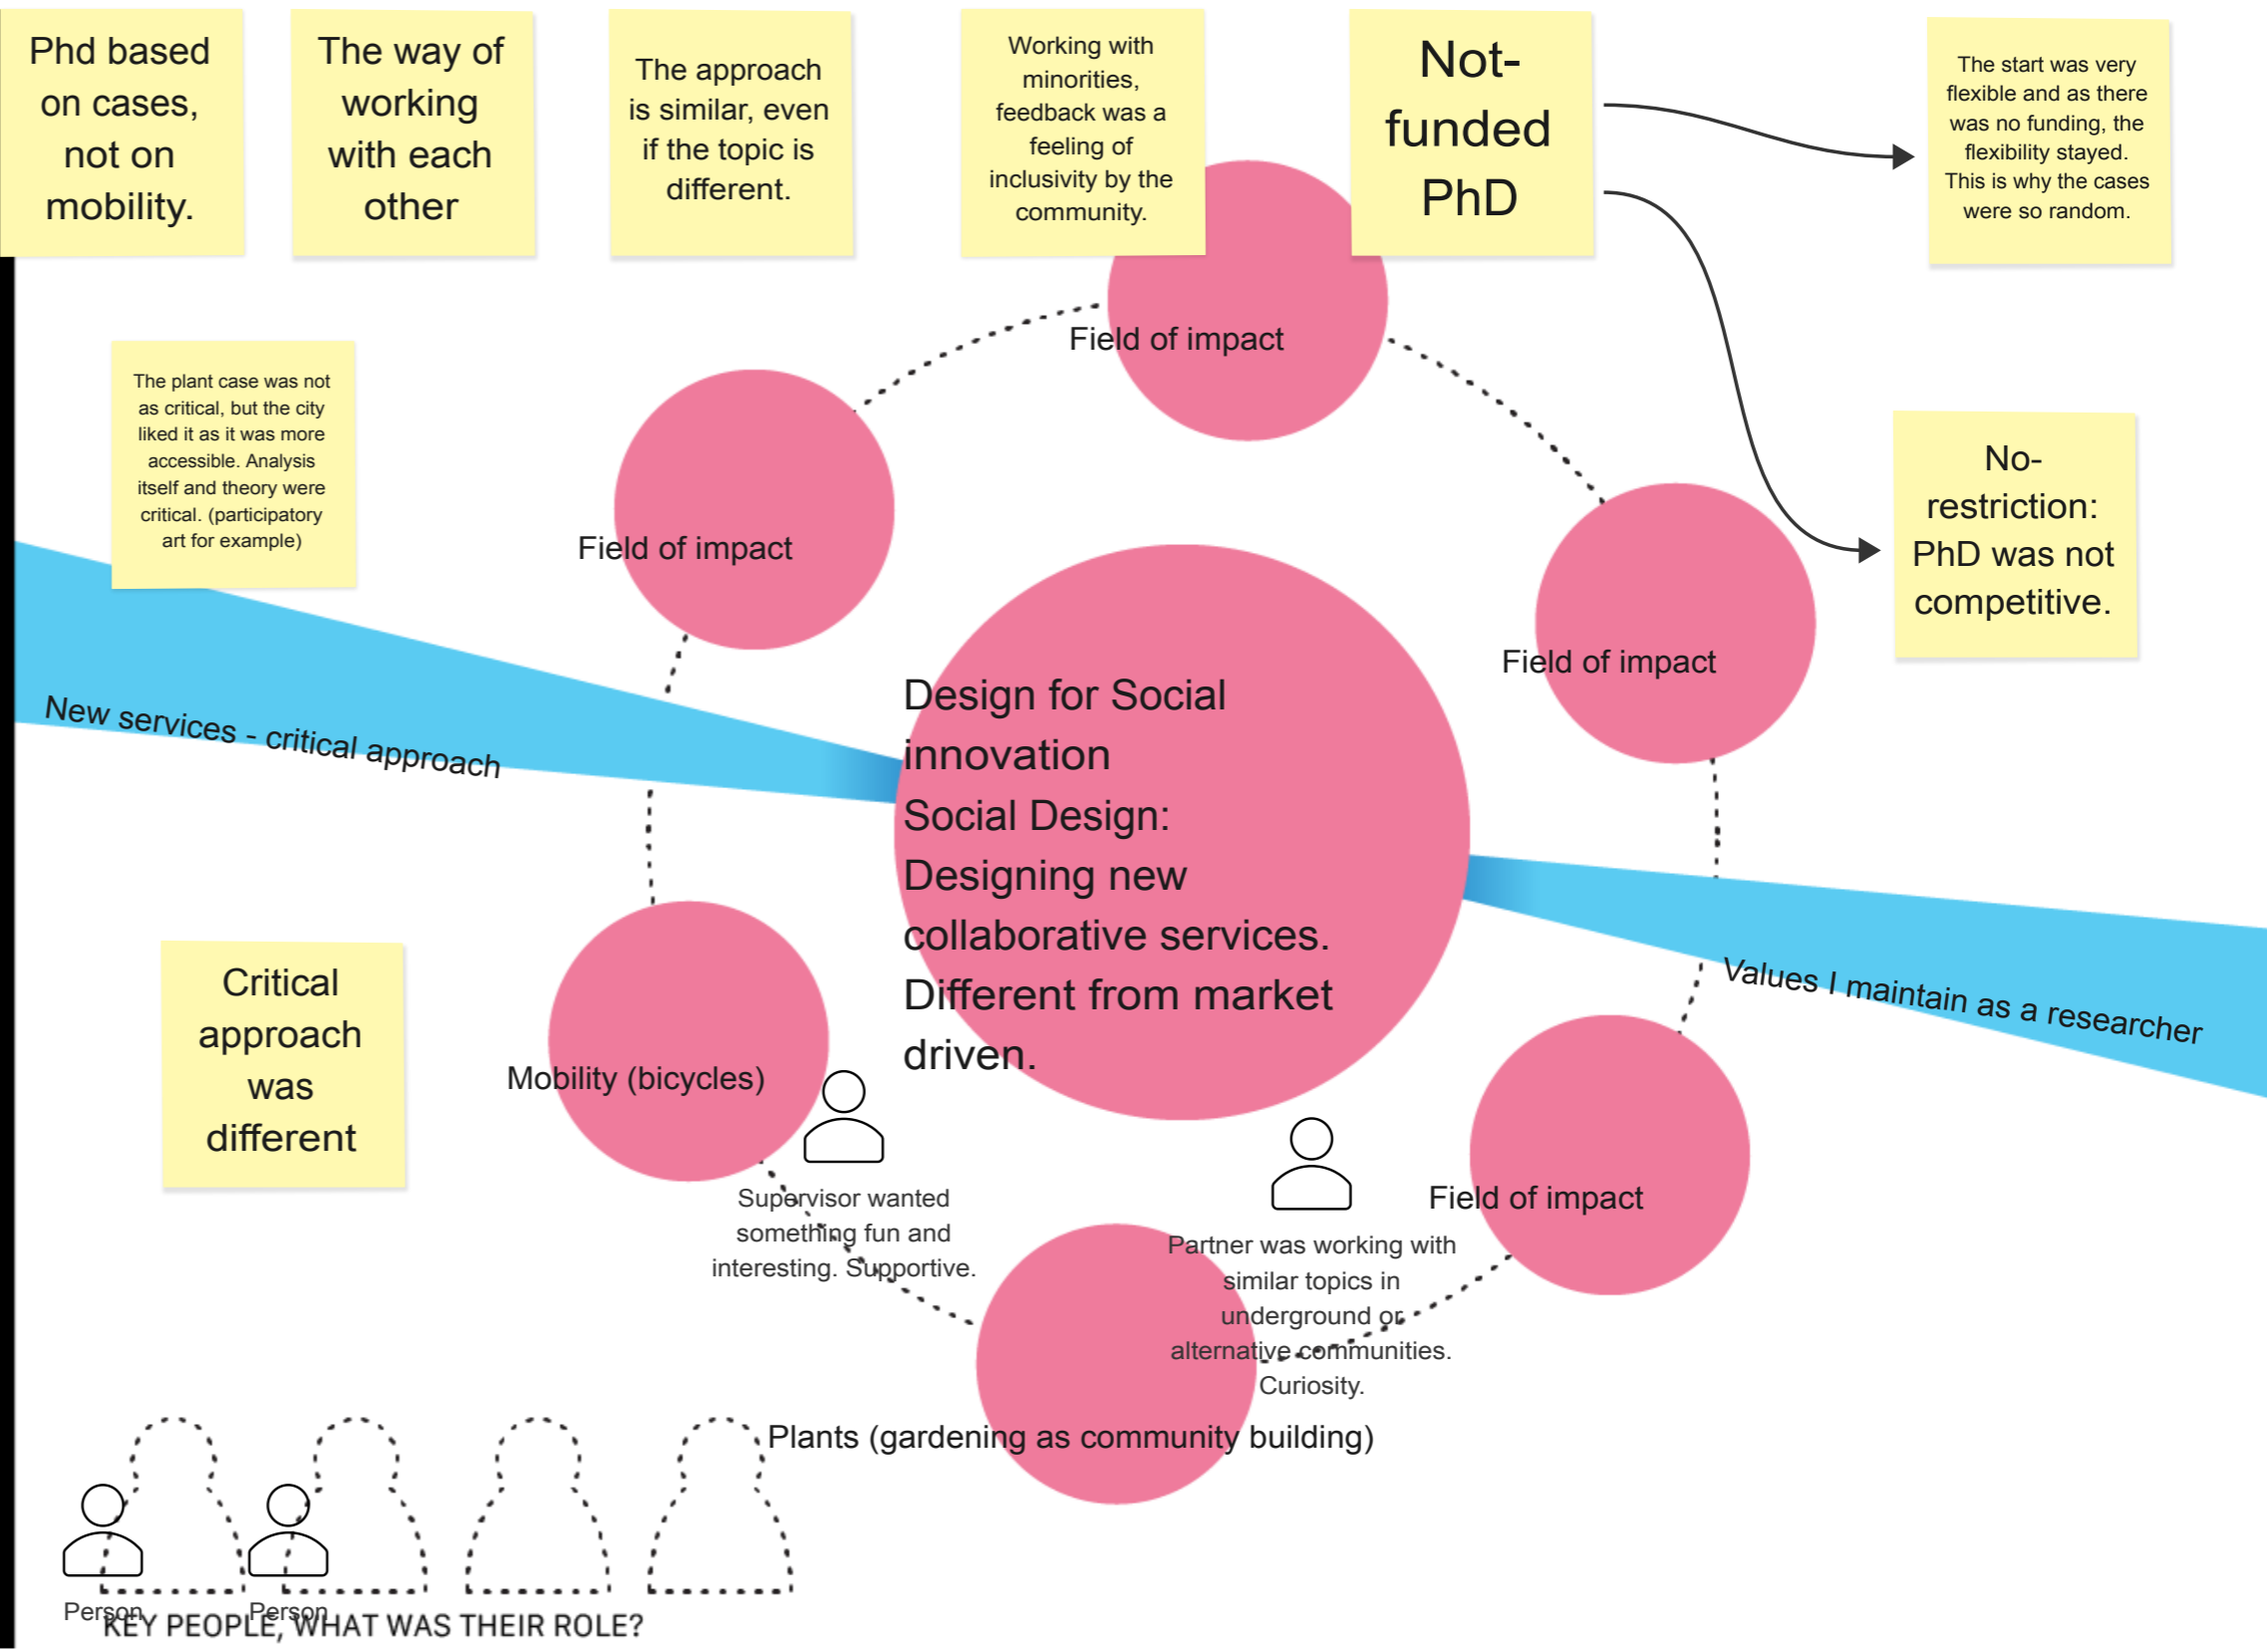 Phd based
on cases,
not on
mobility.
The way of
working
with each
other
The approach
is similar, even
if the topic is
different.
Working with
minorities,
feedback was a
feeling of
inclusivity by the
community.
Not-
funded
PhD
The start was very
flexible and as there
was no funding, the
flexibility stayed.
This is why the cases
were so random.
Field of impact
The plant case was not
as critical, but the city
liked it as it was more
accessible. Analysis
itself and theory were
critical. (participatory
art for example)
Field of impact
No-
restriction:
PhD was not
competitive.
Field of impact
New services - critical approach
Design for Social
innovation
Social Design:
Designing new
collaborative services.
Different from market
driven.
Values I maintain as a researcher
Critical
approach
was
different
Mobility (bicycles)
Supervisor wanted
something fun and
interesting. Supportive.
Field of impact
Partner was working with
similar topics in
underground or
alternative communities.
Curiosity.
Plants (gardening as community building)
Person
Person
KEY PEOPLE, WHAT WAS THEIR ROLE?